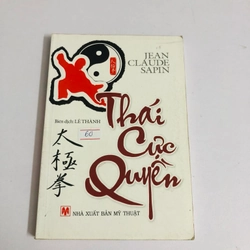 JEAN
CLAUDE
SAPIN
Biên dịch LÊ THÀNH
Thái
Cực
Quyền
太
極
拳
60
NHÀ XUẤT BẢN MỸ THUẬT